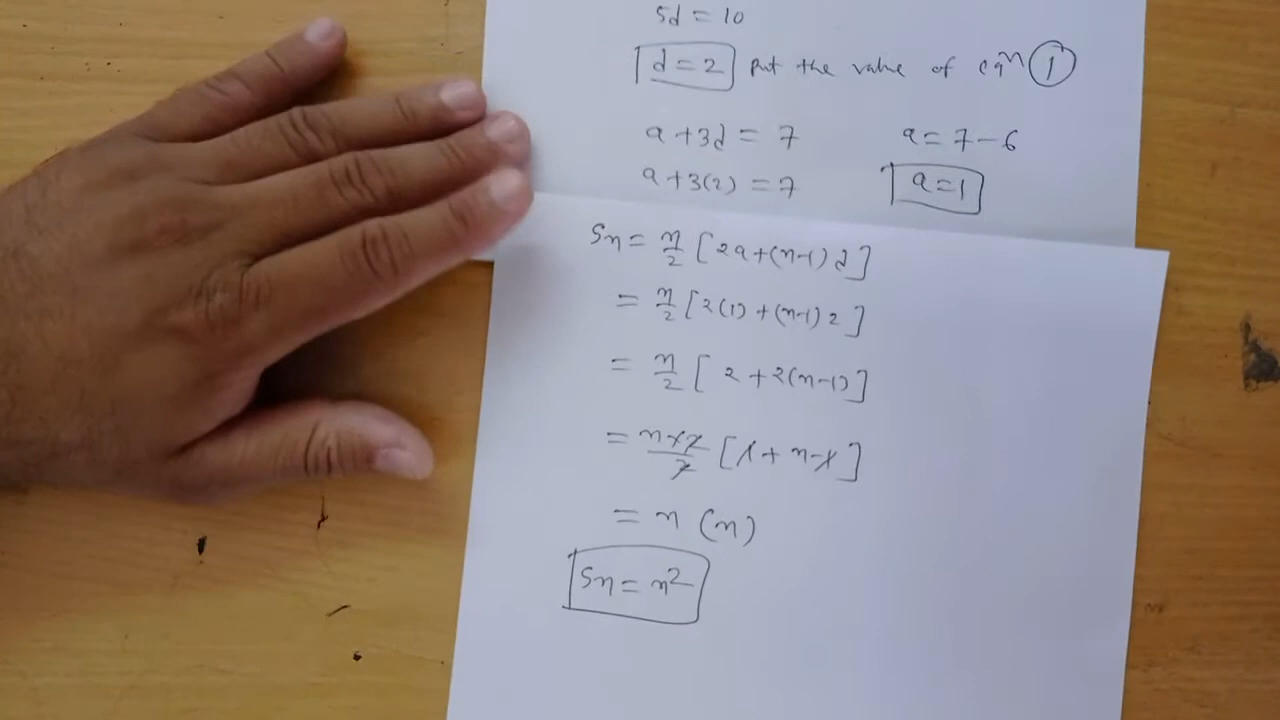 5d = 10
d = 2 Put the value of eqn 1
a + 3d = 7 a = 7 - 6
a + 3(2) = 7 a = 1
Sn = n/2 [2a + (n-1) d]
= n/2 [2(1) + (n-1) 2]
= n/2 [2 + 2(n-1)]
= n×2/2 [1 + n - 1]
= n (n)
Sn = n²